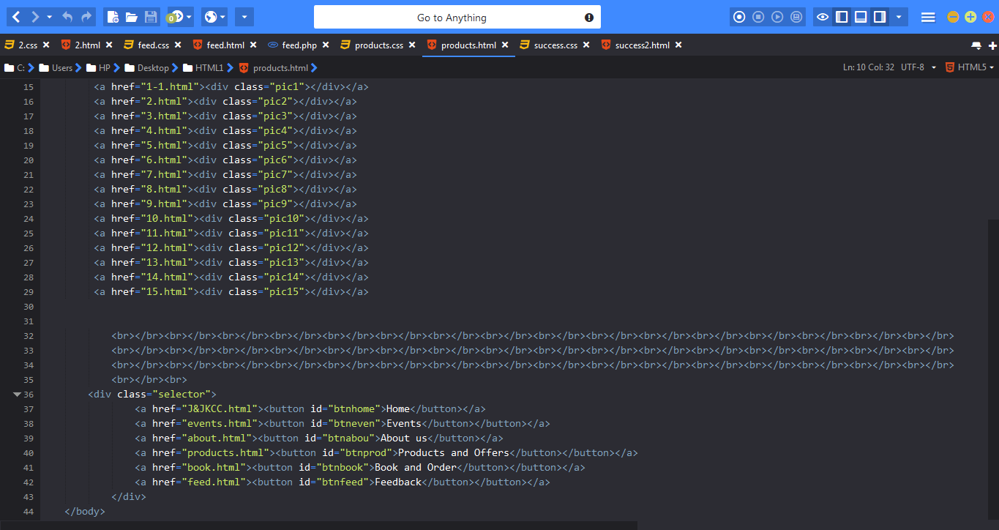 Go to Anything
0
2.css
2.html
feed.css
feed.html
feed.php
products.css
products.html
success.css
success2.html
C: Users HP Desktop HTML1 products.html
Ln: 10 Col: 32 UTF-8 HTML5
15 <a href="1-1.html"><div class="pic1"></div></a>
16 <a href="2.html"><div class="pic2"></div></a>
17 <a href="3.html"><div class="pic3"></div></a>
18 <a href="4.html"><div class="pic4"></div></a>
19 <a href="5.html"><div class="pic5"></div></a>
20 <a href="6.html"><div class="pic6"></div></a>
21 <a href="7.html"><div class="pic7"></div></a>
22 <a href="8.html"><div class="pic8"></div></a>
23 <a href="9.html"><div class="pic9"></div></a>
24 <a href="10.html"><div class="pic10"></div></a>
25 <a href="11.html"><div class="pic11"></div></a>
26 <a href="12.html"><div class="pic12"></div></a>
27 <a href="13.html"><div class="pic13"></div></a>
28 <a href="14.html"><div class="pic14"></div></a>
29 <a href="15.html"><div class="pic15"></div></a>
30
31
32 <br></br><br></br><br></br><br></br><br></br><br></br><br></br><br></br><br></br><br></br><br></br><br></br><br></br><br></br><br></br><br></br>
33 <br></br><br></br><br></br><br></br><br></br><br></br><br></br><br></br><br></br><br></br><br></br><br></br><br></br><br></br><br></br><br></br>
34 <br></br><br></br><br></br><br></br><br></br><br></br><br></br><br></br><br></br><br></br><br></br><br></br><br></br><br></br><br></br><br></br>
35 <br></br><br>
36 <div class="selector">
37 <a href="J&JKCC.html"><button id="btnhome">Home</button></a>
38 <a href="events.html"><button id="btneven">Events</button></button></a>
39 <a href="about.html"><button id="btnabou">About us</button></a>
40 <a href="products.html"><button id="btnprod">Products and Offers</button></button></a>
41 <a href="book.html"><button id="btnbook">Book and Order</button></button></a>
42 <a href="feed.html"><button id="btnfeed">Feedback</button></button></a>
43 </div>
44 </body>